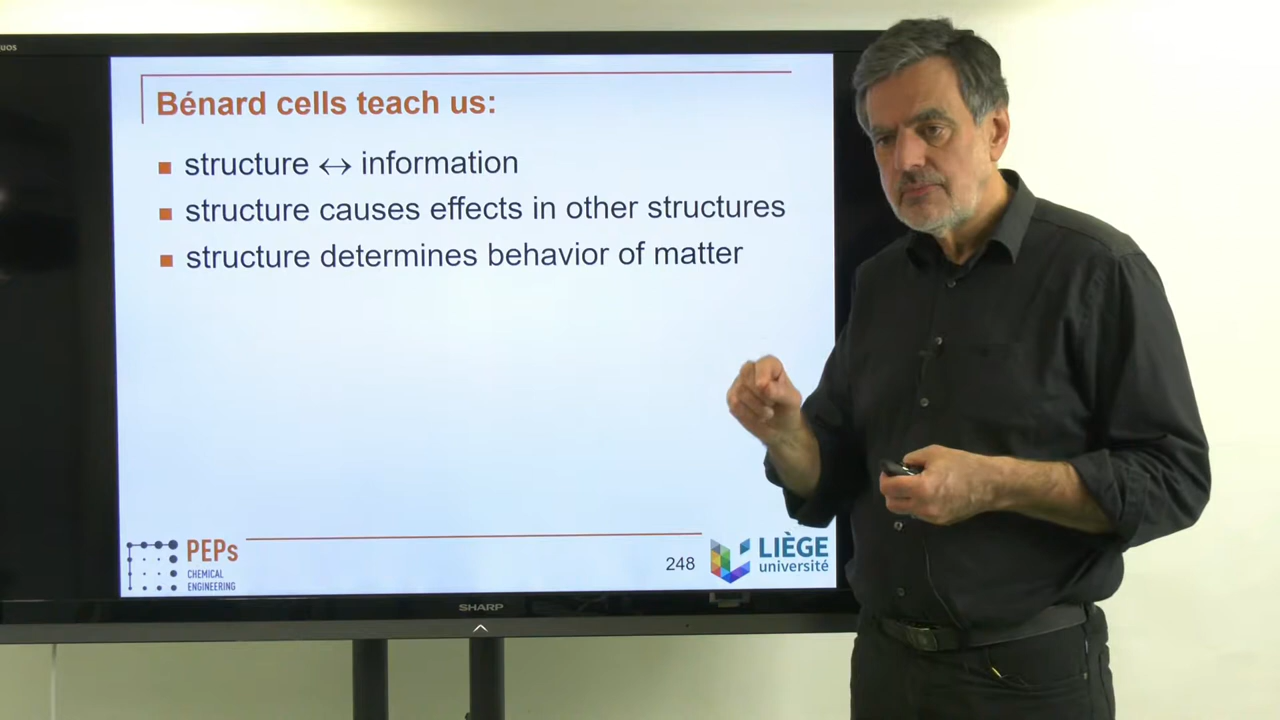 Bénard cells teach us:
structure ↔ information
structure causes effects in other structures
structure determines behavior of matter
PEPs
CHEMICAL
ENGINEERING
248
LIÈGE
université
SHARP